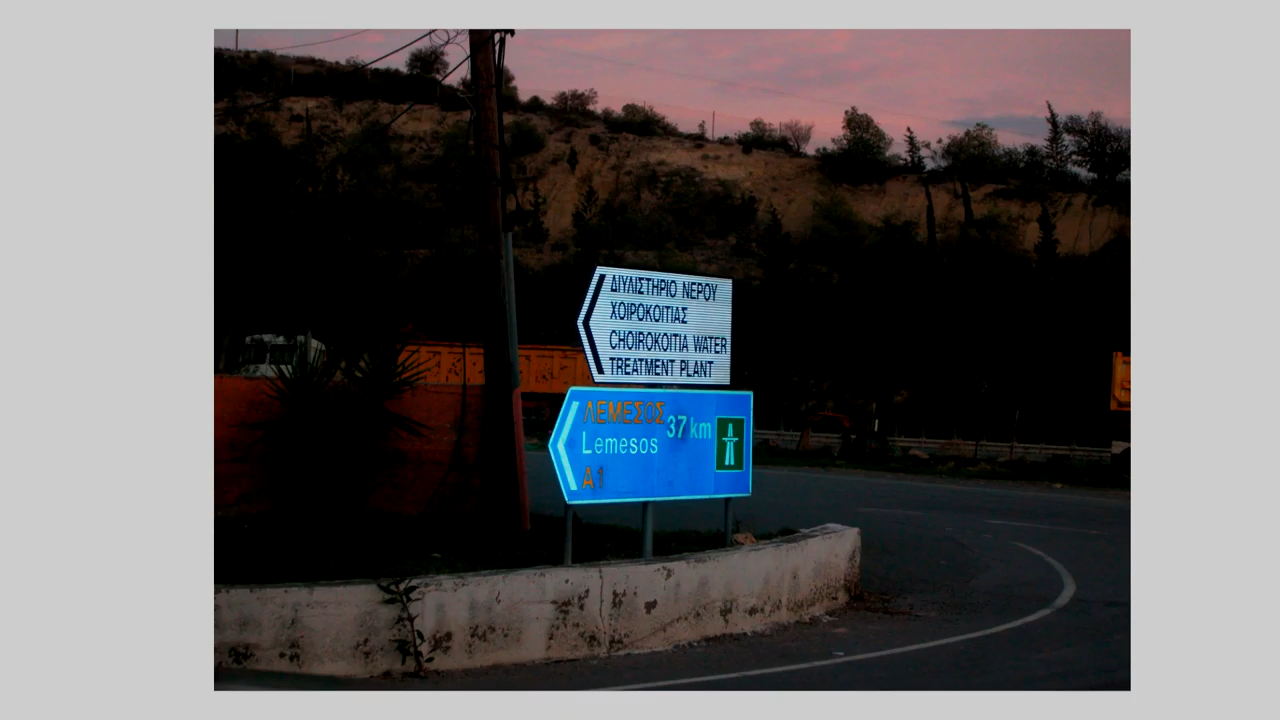 ΔΙΥΛΙΣΤΗΡΙΟ ΝΕΡΟΥ
ΧΟΙΡΟΚΟΙΤΙΑΣ
CHOIROKOITIA WATER
TREATMENT PLANT
ΛΕΜΕΣΟΣ
Lemesos
37 km
A1